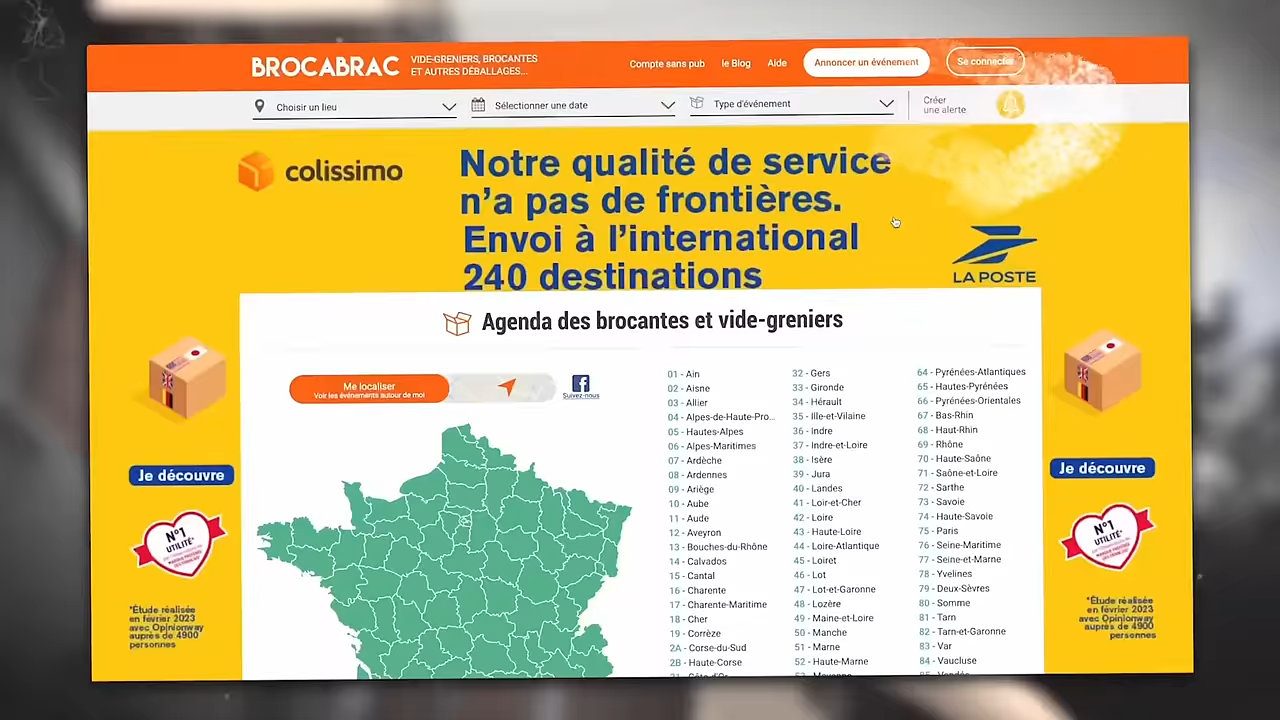 BROCABRAC
VIDE-GRENIERS, BROCANTES
ET AUTRES DÉBALLAGES...
Compte sans pub
le Blog
Aide
Annoncer un événement
Se connecter
Choisir un lieu
Sélectionner une date
Type d'événement
Créer
une alerte
colissimo
Notre qualité de service
n'a pas de frontières.
Envoi à l'international
240 destinations
LA POSTE
Agenda des brocantes et vide-greniers
Me localiser
Voir les événements autour de moi
Suivez-nous
01 - Ain
02 - Aisne
03 - Allier
04 - Alpes-de-Haute-Pro...
05 - Hautes-Alpes
06 - Alpes-Maritimes
07 - Ardèche
08 - Ardennes
09 - Ariège
10 - Aube
11 - Aude
12 - Aveyron
13 - Bouches-du-Rhône
14 - Calvados
15 - Cantal
16 - Charente
17 - Charente-Maritime
18 - Cher
19 - Corrèze
2A - Corse-du-Sud
2B - Haute-Corse
21 - Côte-d'Or
32 - Gers
33 - Gironde
34 - Hérault
35 - Ille-et-Vilaine
36 - Indre
37 - Indre-et-Loire
38 - Isère
39 - Jura
40 - Landes
41 - Loir-et-Cher
42 - Loire
43 - Haute-Loire
44 - Loire-Atlantique
45 - Loiret
46 - Lot
47 - Lot-et-Garonne
48 - Lozère
49 - Maine-et-Loire
50 - Manche
51 - Marne
52 - Haute-Marne
53 - Mayenne
64 - Pyrénées-Atlantiques
65 - Hautes-Pyrénées
66 - Pyrénées-Orientales
67 - Bas-Rhin
68 - Haut-Rhin
69 - Rhône
70 - Haute-Saône
71 - Saône-et-Loire
72 - Sarthe
73 - Savoie
74 - Haute-Savoie
75 - Paris
76 - Seine-Maritime
77 - Seine-et-Marne
78 - Yvelines
79 - Deux-Sèvres
80 - Somme
81 - Tarn
82 - Tarn-et-Garonne
83 - Var
84 - Vaucluse
85 - Vendée
Je découvre
N°1
UTILITÉ*
*Étude réalisée
en février 2023
avec Opinionway
auprès de 4900
personnes
Je découvre
N°1
UTILITÉ*
*Étude réalisée
en février 2023
avec Opinionway
auprès de 4900
personnes